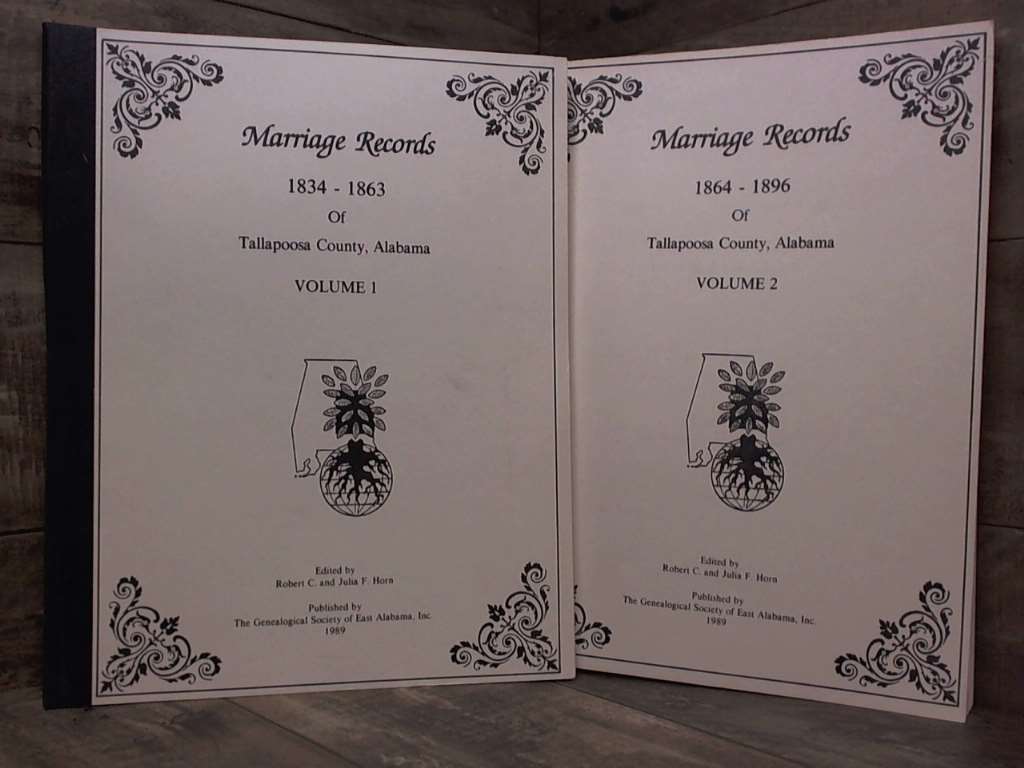 Marriage Records
1834 - 1863
Of
Tallapoosa County, Alabama
VOLUME 1
Edited by
Robert C. and Julia F. Horn
Published by
The Genealogical Society of East Alabama, Inc.
1989
Marriage Records
1864 - 1896
Of
Tallapoosa County, Alabama
VOLUME 2
Edited by
Robert C. and Julia F. Horn
Published by
The Genealogical Society of East Alabama, Inc.
1989